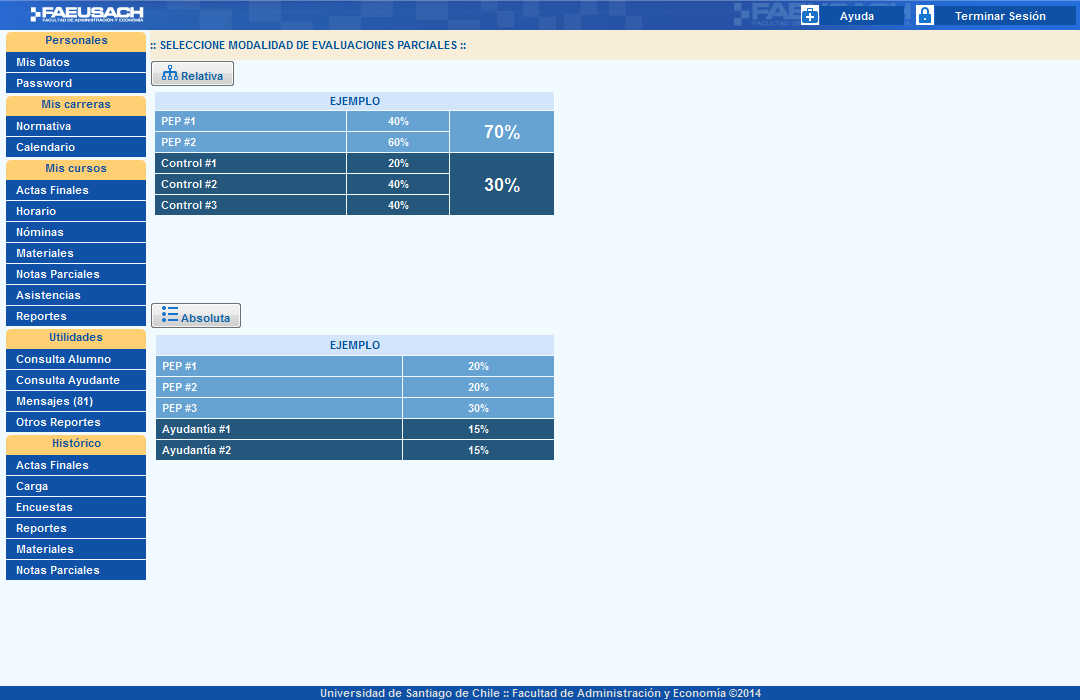 FAEUSACH
FACULTAD DE ADMINISTRACIÓN Y ECONOMÍA
Ayuda
Terminar Sesión
Personales
Mis Datos
Password
Mis carreras
Normativa
Calendario
Mis cursos
Actas Finales
Horario
Nóminas
Materiales
Notas Parciales
Asistencias
Reportes
Utilidades
Consulta Alumno
Consulta Ayudante
Mensajes (81)
Otros Reportes
Histórico
Actas Finales
Carga
Encuestas
Reportes
Materiales
Notas Parciales
:: SELECCIONE MODALIDAD DE EVALUACIONES PARCIALES ::
Relativa
EJEMPLO
PEP #1 40% 70%
PEP #2 60%
Control #1 20% 30%
Control #2 40%
Control #3 40%
Absoluta
EJEMPLO
PEP #1 20%
PEP #2 20%
PEP #3 30%
Ayudantía #1 15%
Ayudantía #2 15%
Universidad de Santiago de Chile :: Facultad de Administración y Economía ©2014